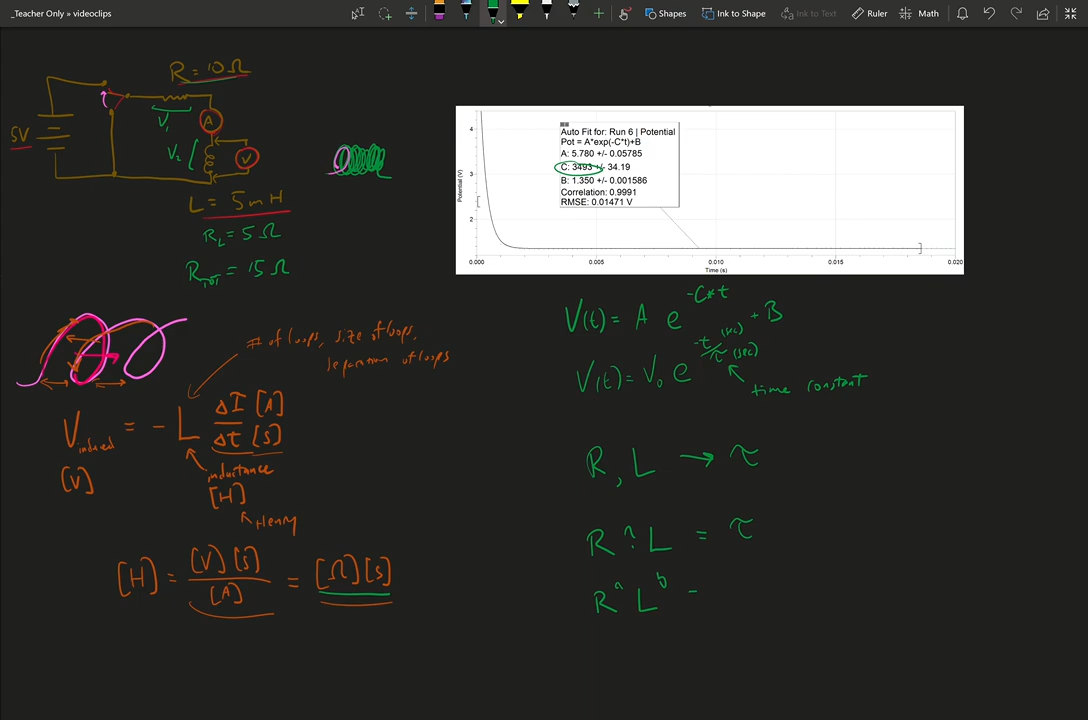 _Teacher Only » videoclips
Shapes
Ink to Shape
Ink to Text
Ruler
Math
R = 10 Ω
5V
V₁
A
V₂
V
L = 5 m H
R_L = 5 Ω
R_TOT = 15 Ω
4
3
2
Potential (V)
Auto Fit for: Run 6 | Potential
Pot = A*exp(-C*t)+B
A: 5.780 +/- 0.05785
C: 3493 +/- 34.19
B: 1.350 +/- 0.001586
Correlation: 0.9991
RMSE: 0.01471 V
0.000 0.005 0.010 0.015 0.020
Time (s)
# of loops, size of loops,
separation of loops
V_induced = - L ΔI [A] / Δt [s]
[V]
inductance
[H]
Henry
[H] = [V][s] / [A] = [Ω][s]
V(t) = A e^(-C*t) + B
V(t) = V₀ e^(-t (sec) / τ (sec))
time constant
R, L → τ
R ? L = τ
R^a L^b -